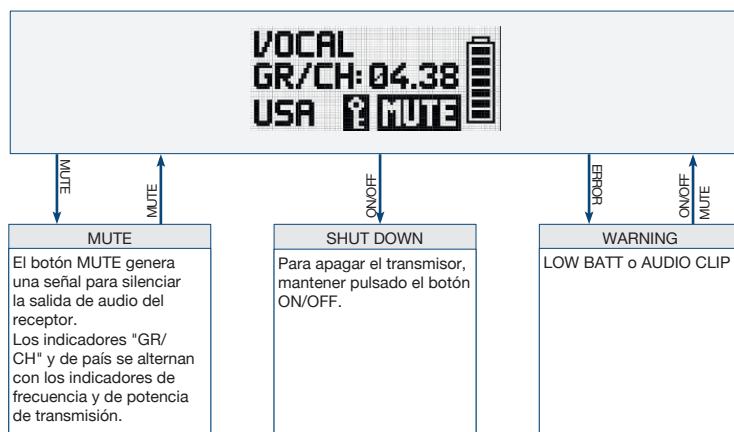 VOCAL
GR/CH: 04.38
USA MUTE
MUTE
MUTE
ON/OFF
ERROR
ON/OFF
MUTE
MUTE
El botón MUTE genera
una señal para silenciar
la salida de audio del
receptor.
Los indicadores "GR/
CH" y de país se alternan
con los indicadores de
frecuencia y de potencia
de transmisión.
SHUT DOWN
Para apagar el transmisor,
mantener pulsado el botón
ON/OFF.
WARNING
LOW BATT o AUDIO CLIP